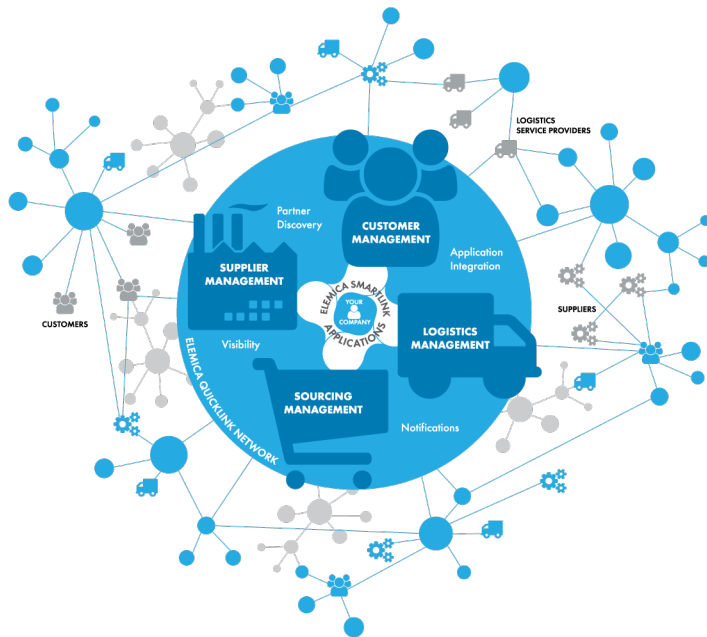 LOGISTICS
SERVICE PROVIDERS
Partner
Discovery
CUSTOMER
MANAGEMENT
Application
Integration
SUPPLIER
MANAGEMENT
ELEMICA SMARTLINK
APPLICATIONS
YOUR
COMPANY
CUSTOMERS
SUPPLIERS
LOGISTICS
MANAGEMENT
Visibility
ELEMICA QUICKLINK NETWORK
SOURCING
MANAGEMENT
Notifications